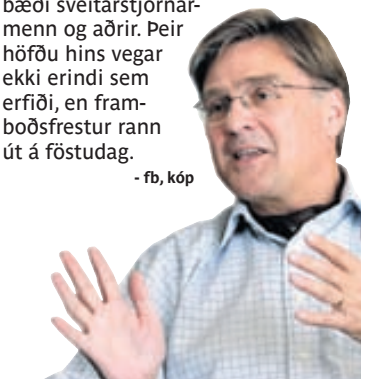 bæði sveitarstjórnar-
menn og aðrir. Þeir
höfðu hins vegar
ekki erindi sem
erfiði, en fram-
boðsfrestur rann
út á föstudag.
- fb, kóp